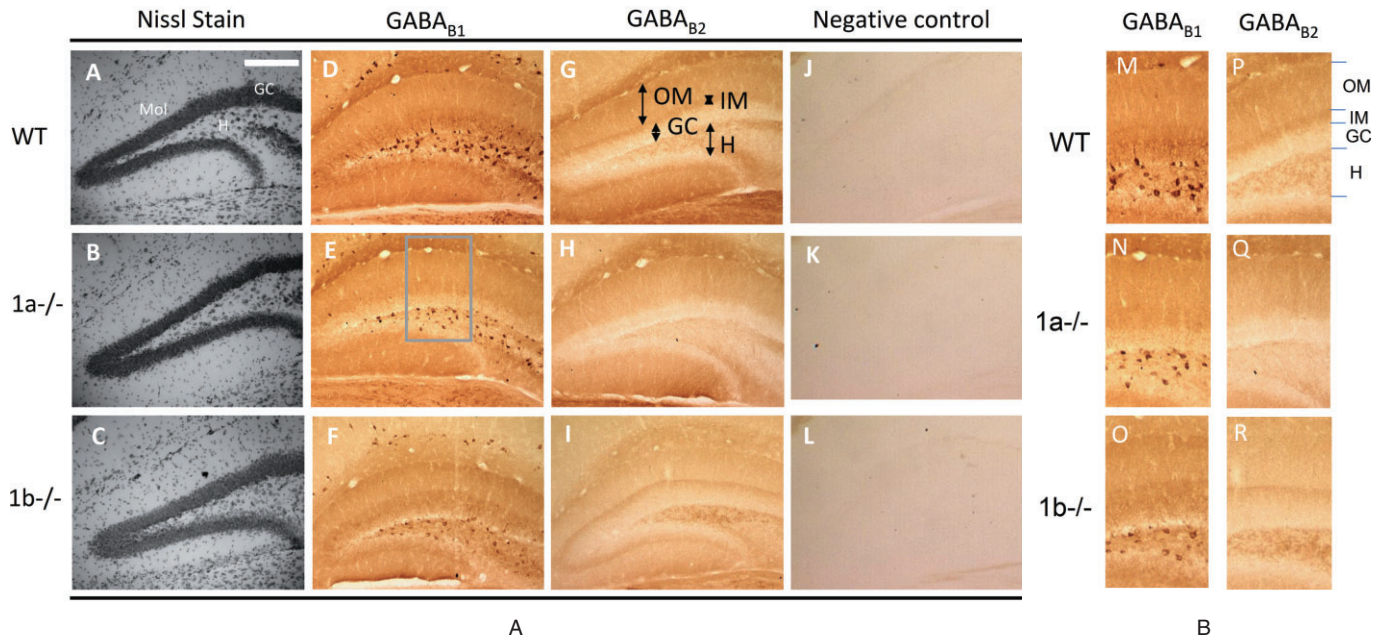 Nissl Stain GABAB1 GABAB2 Negative control GABAB1 GABAB2
WT A Mol GC H D G OM IM GC H J WT M P OM IM GC H
1a-/- B E H K 1a-/- N Q
1b-/- C F I L 1b-/- O R
A B